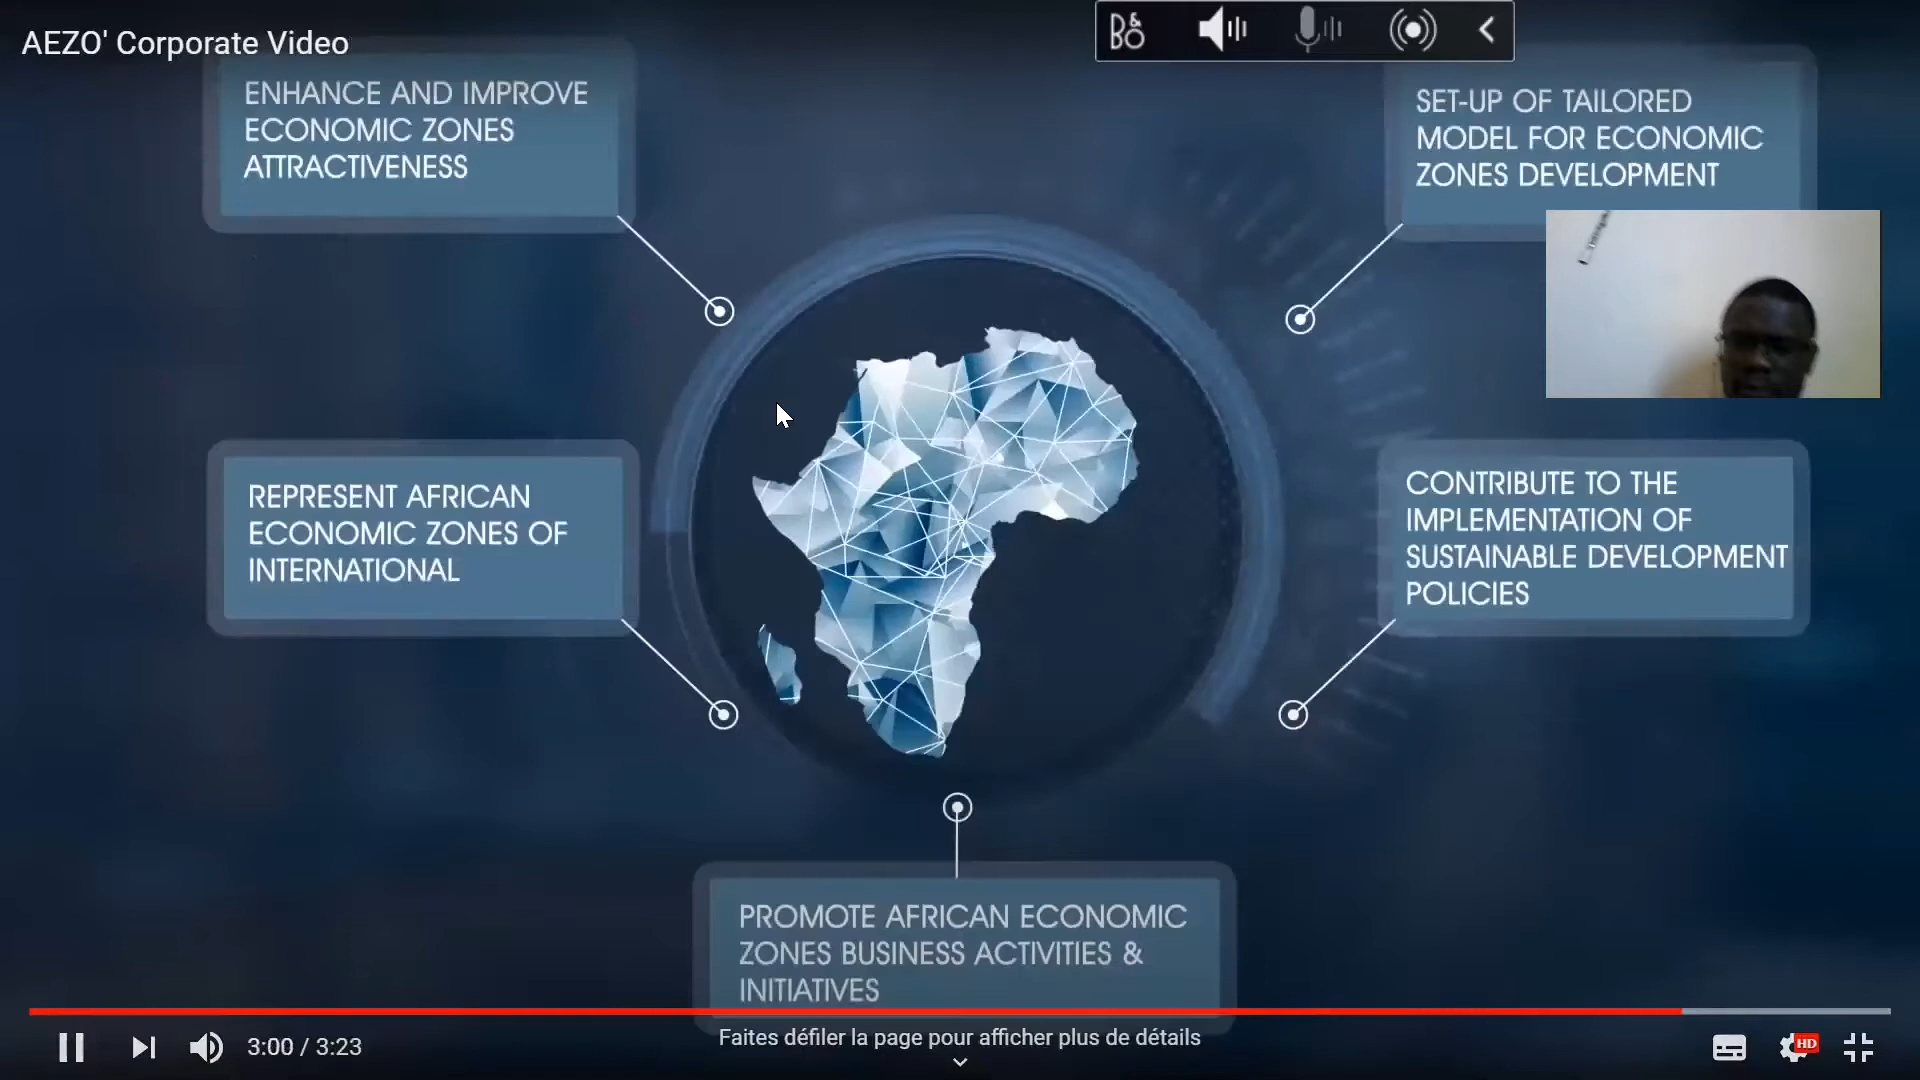 AEZO' Corporate Video
B&O
ENHANCE AND IMPROVE
ECONOMIC ZONES
ATTRACTIVENESS
SET-UP OF TAILORED
MODEL FOR ECONOMIC
ZONES DEVELOPMENT
REPRESENT AFRICAN
ECONOMIC ZONES OF
INTERNATIONAL
CONTRIBUTE TO THE
IMPLEMENTATION OF
SUSTAINABLE DEVELOPMENT
POLICIES
PROMOTE AFRICAN ECONOMIC
ZONES BUSINESS ACTIVITIES &
INITIATIVES
3:00 / 3:23
Faites défiler la page pour afficher plus de détails
HD